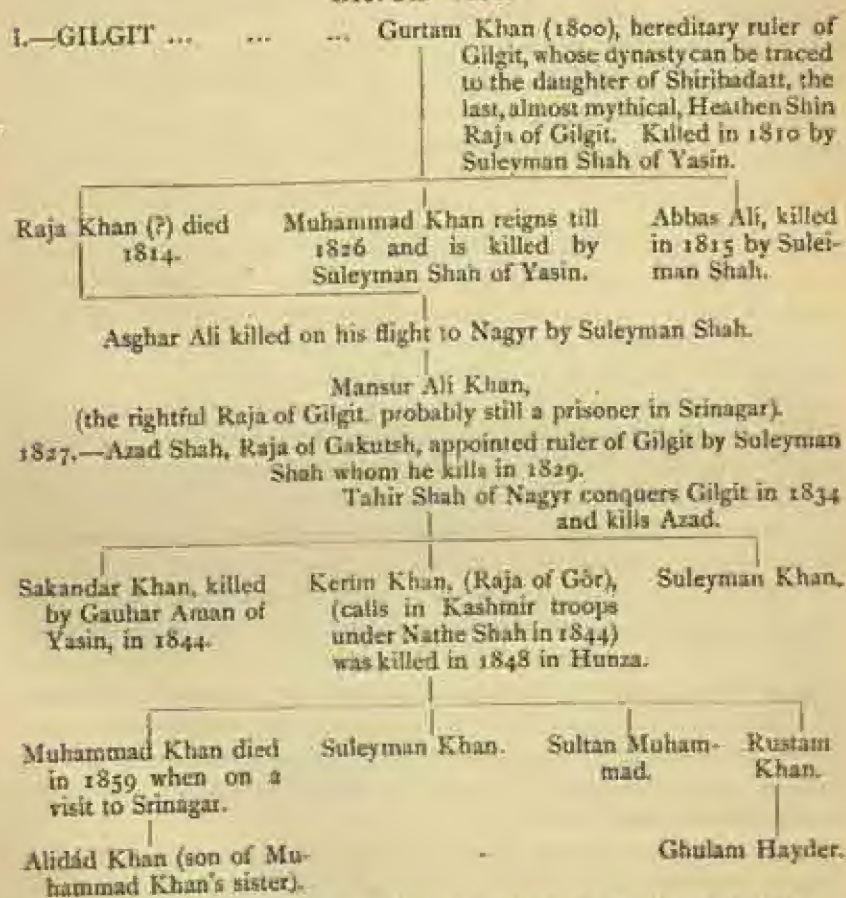 I.—GILGIT ... ... ... Gurtam Khan (1800), hereditary ruler of
Gilgit, whose dynasty can be traced
to the daughter of Shiribadatt, the
last, almost mythical, Heathen Shin
Raja of Gilgit. Killed in 1810 by
Suleyman Shah of Yasin.
Raja Khan (?) died
1814.
Muhammad Khan reigns till
1826 and is killed by
Suleyman Shah of Yasin.
Abbas Ali, killed
in 1815 by Sulei-
man Shah.
Asghar Ali killed on his flight to Nagyr by Suleyman Shah.
Mansur Ali Khan,
(the rightful Raja of Gilgit. probably still a prisoner in Srinagar).
1827.—Azad Shah, Raja of Gakutsh, appointed ruler of Gilgit by Suleyman
Shah whom he kills in 1829.
Tahir Shah of Nagyr conquers Gilgit in 1834
and kills Azad.
Sakandar Khan, killed
by Gauhar Aman of
Yasin, in 1844.
Kerim Khan, (Raja of Gôr),
(calls in Kashmir troops
under Nathe Shah in 1844)
was killed in 1848 in Hunza.
Suleyman Khan.
Muhammad Khan died
in 1859 when on a
visit to Srinagar.
Suleyman Khan.
Sultan Muham-
mad.
Rustam
Khan.
Alidád Khan (son of Mu-
hammad Khan's sister).
Ghulam Hayder.